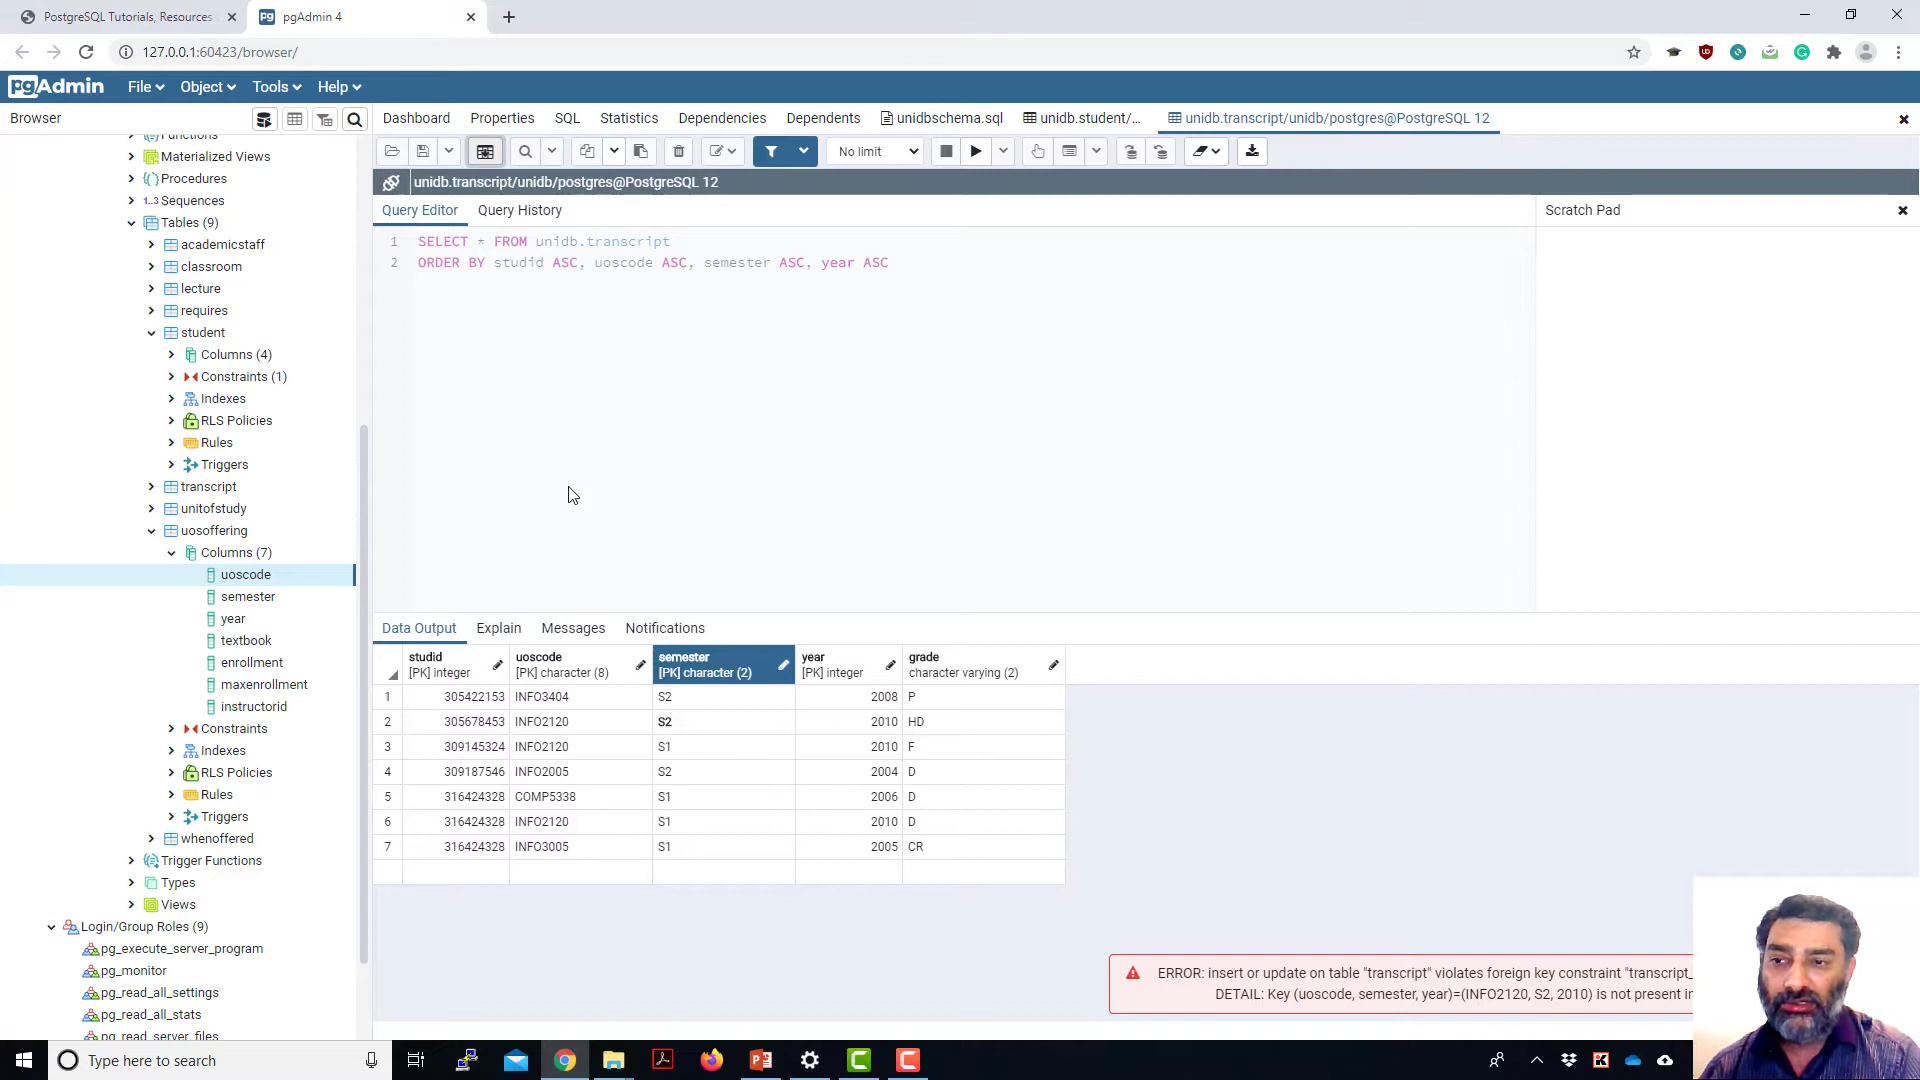 PostgreSQL Tutorials, Resources
pgAdmin 4
127.0.0.1:60423/browser/
pgAdmin File Object Tools Help
Browser
Dashboard Properties SQL Statistics Dependencies Dependents unidbschema.sql unidb.student/... unidb.transcript/unidb/postgres@PostgreSQL 12
No limit
unidb.transcript/unidb/postgres@PostgreSQL 12
Query Editor Query History
Scratch Pad
1 SELECT * FROM unidb.transcript
2 ORDER BY studid ASC, uoscode ASC, semester ASC, year ASC
Functions
Materialized Views
Procedures
1..3 Sequences
Tables (9)
academicstaff
classroom
lecture
requires
student
Columns (4)
Constraints (1)
Indexes
RLS Policies
Rules
Triggers
transcript
unitofstudy
uosoffering
Columns (7)
uoscode
semester
year
textbook
enrollment
maxenrollment
instructorid
Constraints
Indexes
RLS Policies
Rules
Triggers
whenoffered
Trigger Functions
Types
Views
Login/Group Roles (9)
pg_execute_server_program
pg_monitor
pg_read_all_settings
pg_read_all_stats
pg_read_server_files
Data Output Explain Messages Notifications
studid uoscode semester year grade
[PK] integer [PK] character (8) [PK] character (2) [PK] integer character varying (2)
1 305422153 INFO3404 S2 2008 P
2 305678453 INFO2120 S2 2010 HD
3 309145324 INFO2120 S1 2010 F
4 309187546 INFO2005 S2 2004 D
5 316424328 COMP5338 S1 2006 D
6 316424328 INFO2120 S1 2010 D
7 316424328 INFO3005 S1 2005 CR
ERROR: insert or update on table "transcript" violates foreign key constraint "transcript_
DETAIL: Key (uoscode, semester, year)=(INFO2120, S2, 2010) is not present in
Type here to search